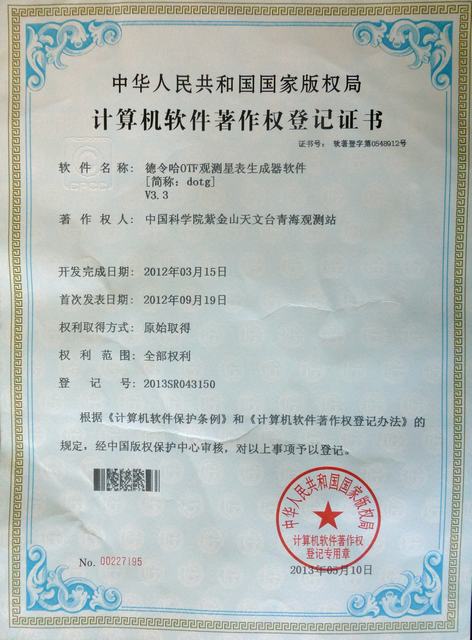 中华人民共和国国家版权局
计算机软件著作权登记证书
证书号： 软著登字第0548912号
软件名称： 德令哈OTF观测星表生成器软件
[简称：dotg]
V3.3
著作权人： 中国科学院紫金山天文台青海观测站
开发完成日期： 2012年03月15日
首次发表日期： 2012年09月19日
权利取得方式： 原始取得
权利范围： 全部权利
登记号： 2013SR043150
根据《计算机软件保护条例》和《计算机软件著作权登记办法》的
规定，经中国版权保护中心审核，对以上事项予以登记。
中华人民共和国国家版权局
计算机软件著作权
登记专用章
No. 00227195
2013年05月10日